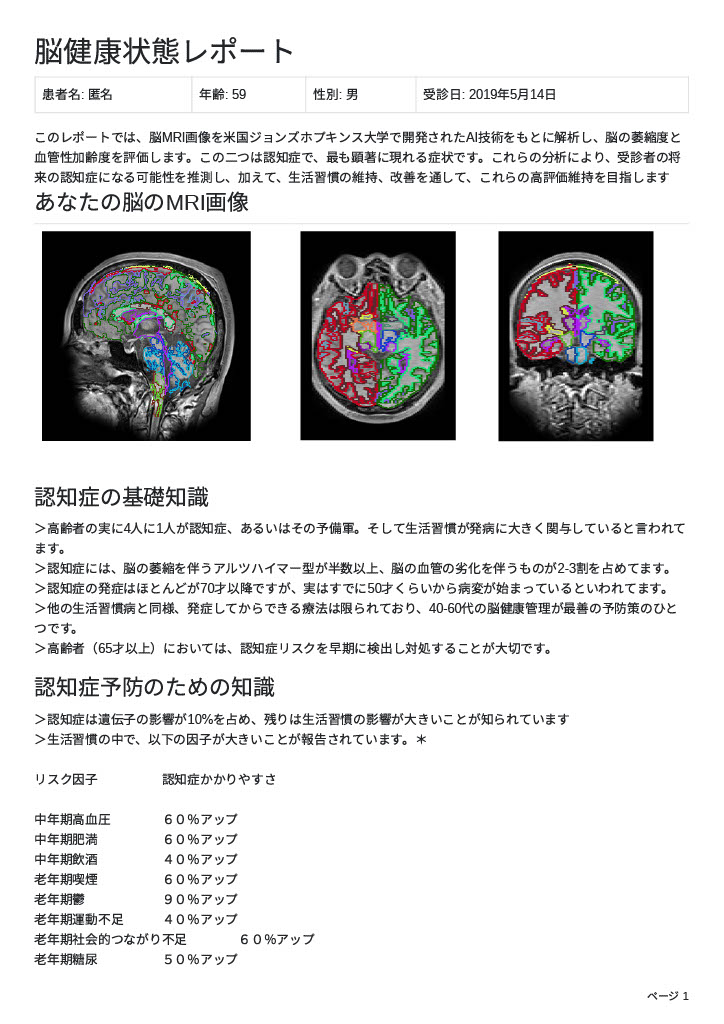 脳健康状態レポート
患者名: 匿名 年齢: 59 性別: 男 受診日: 2019年5月14日
このレポートでは、脳MRI画像を米国ジョンズホプキンス大学で開発されたAI技術をもとに解析し、脳の萎縮度と
血管性加齢度を評価します。この二つは認知症で、最も顕著に現れる症状です。これらの分析により、受診者の将
来の認知症になる可能性を推測し、加えて、生活習慣の維持、改善を通して、これらの高評価維持を目指します
あなたの脳のMRI画像
認知症の基礎知識
＞高齢者の実に4人に1人が認知症、あるいはその予備軍。そして生活習慣が発病に大きく関与していると言われて
ます。
＞認知症には、脳の萎縮を伴うアルツハイマー型が半数以上、脳の血管の劣化を伴うものが2-3割を占めてます。
＞認知症の発症はほとんどが70才以降ですが、実はすでに50才くらいから病変が始まっているといわれてます。
＞他の生活習慣病と同様、発症してからできる療法は限られており、40-60代の脳健康管理が最善の予防策のひと
つです。
＞高齢者（65才以上）においては、認知症リスクを早期に検出し対処することが大切です。
認知症予防のための知識
＞認知症は遺伝子の影響が10%を占め、残りは生活習慣の影響が大きいことが知られています
＞生活習慣の中で、以下の因子が大きいことが報告されています。＊
リスク因子 認知症かかりやすさ
中年期高血圧 ６０％アップ
中年期肥満 ６０％アップ
中年期飲酒 ４０％アップ
老年期喫煙 ６０％アップ
老年期鬱 ９０％アップ
老年期運動不足 ４０％アップ
老年期社会的つながり不足 ６０％アップ
老年期糖尿 ５０％アップ
ページ 1